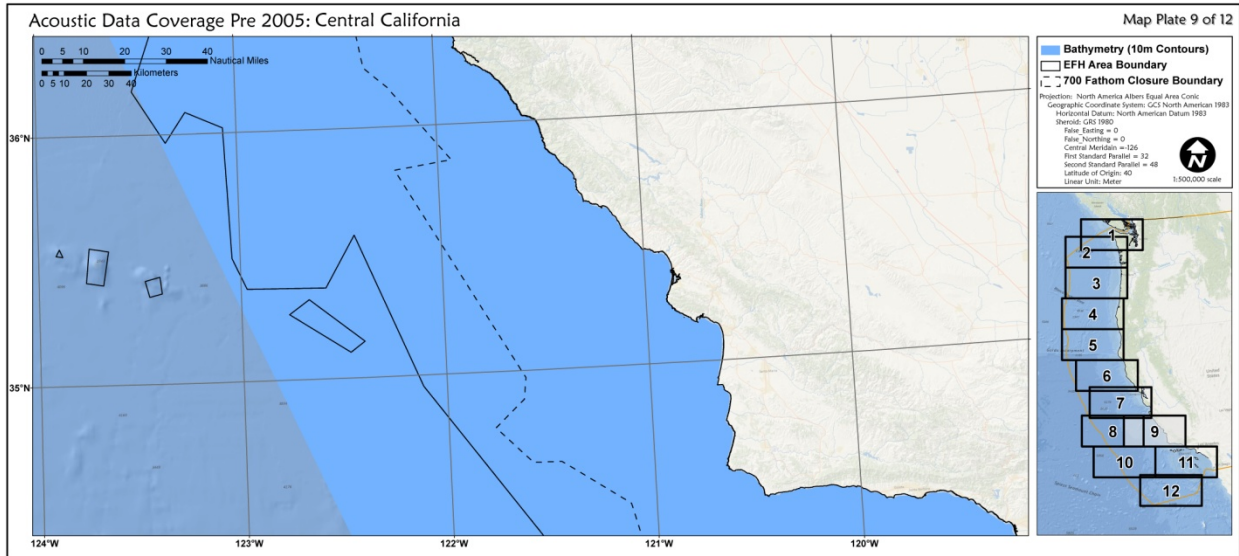 Acoustic Data Coverage Pre 2005: Central California
Map Plate 9 of 12
0 5 10 20 30 40
Nautical Miles
Kilometers
0 5 10 20 30 40
36°N
35°N
124°W
123°W
122°W
121°W
120°W
Bathymetry (10m Contours)
EFH Area Boundary
700 Fathom Closure Boundary
Projection: North America Albers Equal Area Conic
Geographic Coordinate System: GCS North American 1983
Horizontal Datum: North American Datum 1983
Sheroid: GRS 1980
False_Easting = 0
False_Northing = 0
Central Meridain =-126
First Standard Parallel = 32
Second Standard Parallel = 48
Latitude of Origin: 40
Linear Unit: Meter
N
1:500,000 scale
1
2
3
4
5
6
7
8
9
10
11
12